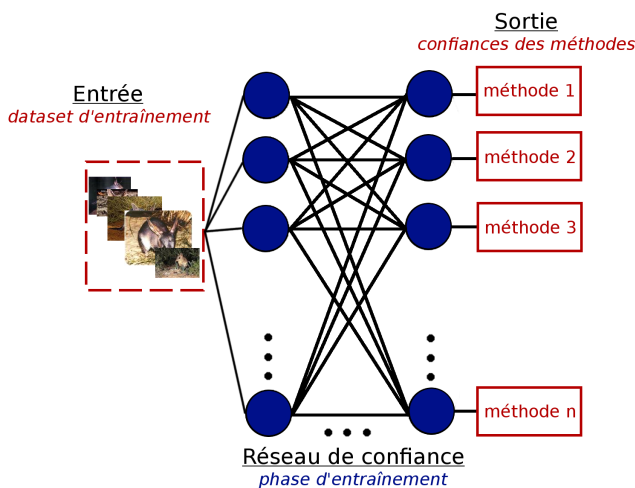 Sortie
confiances des méthodes
Entrée
dataset d'entraînement
méthode 1
méthode 2
méthode 3
méthode n
Réseau de confiance
phase d'entraînement